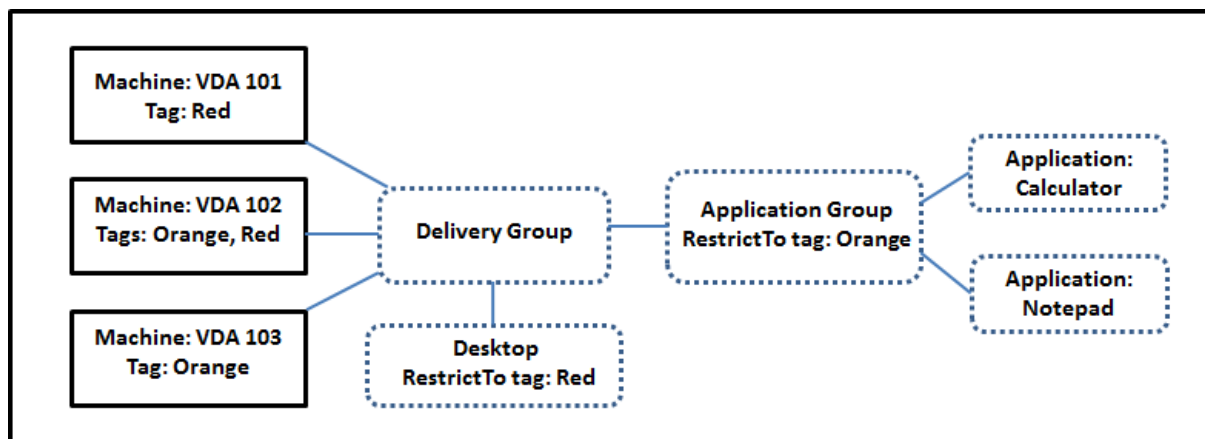 Machine: VDA 101
Tag: Red
Machine: VDA 102
Tags: Orange, Red
Machine: VDA 103
Tag: Orange
Delivery Group
Desktop
RestrictTo tag: Red
Application Group
RestrictTo tag: Orange
Application:
Calculator
Application:
Notepad